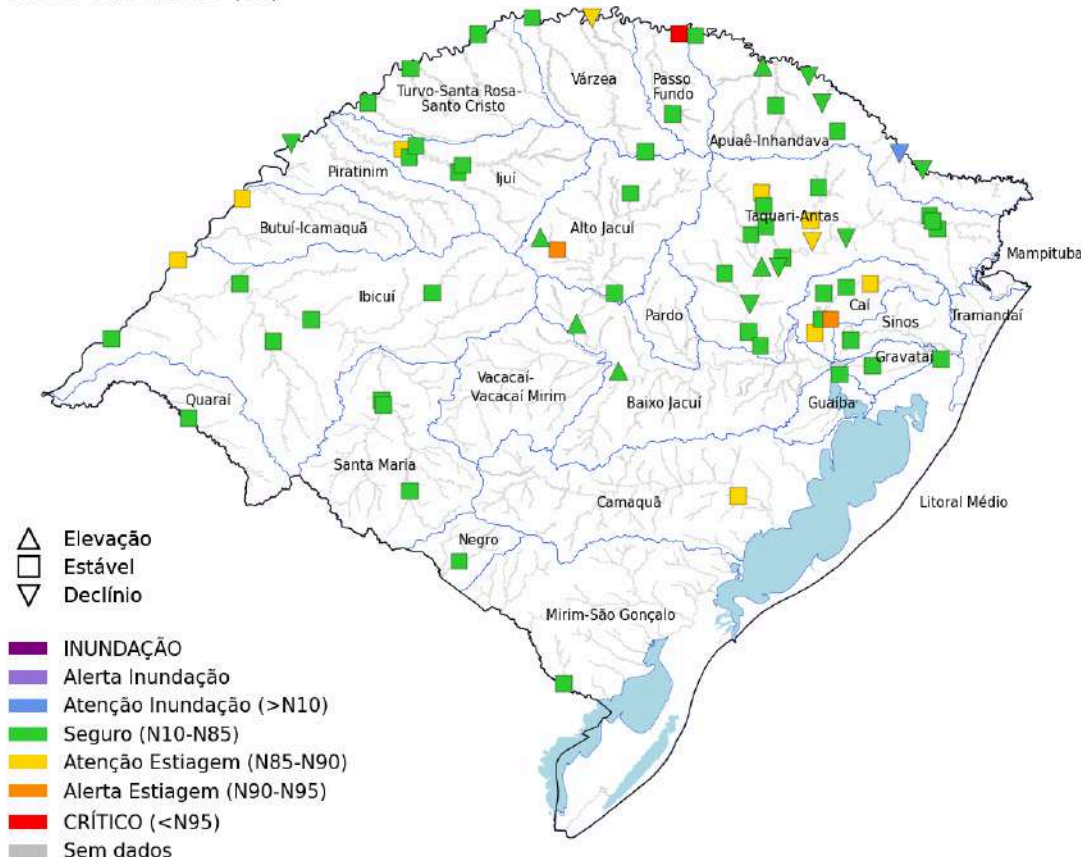 Várzea
Passo
Fundo
Turvo-Santa Rosa-
Santo Cristo
Apuaê-Inhandava
Piratinim
Ijuí
Butuí-Icamaquã
Alto Jacuí
Taquari-Antas
Mampituba
Ibicuí
Pardo
Caí
Tramandaí
Sinos
Gravataí
Vacacaí-
Vacacaí Mirim
Baixo Jacuí
Guaíba
Quaraí
Santa Maria
Camaquã
Litoral Médio
Negro
Mirim-São Gonçalo
Elevação
Estável
Declínio
INUNDAÇÃO
Alerta Inundação
Atenção Inundação (>N10)
Seguro (N10-N85)
Atenção Estiagem (N85-N90)
Alerta Estiagem (N90-N95)
CRÍTICO (<N95)
Sem dados